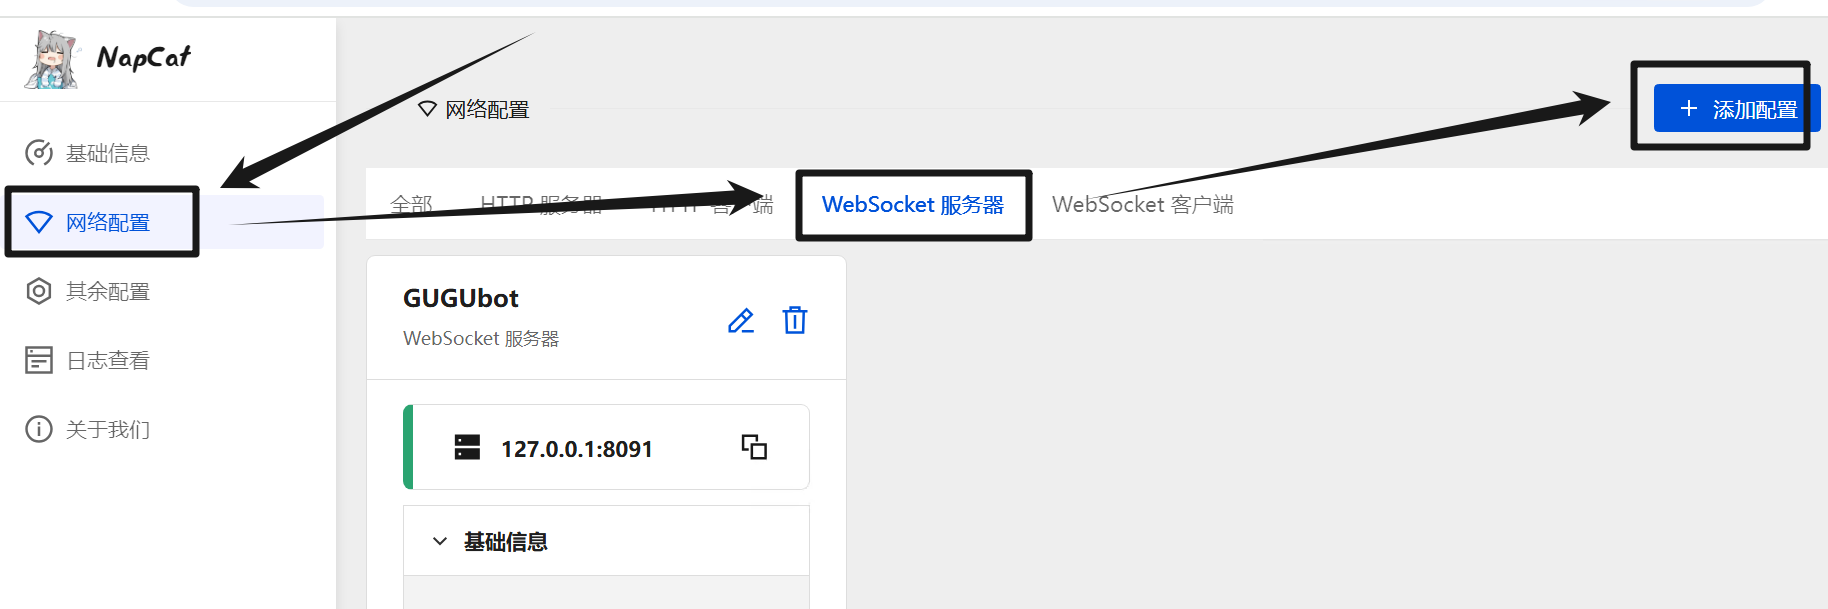 NapCat
基础信息
网络配置
其余配置
日志查看
关于我们
网络配置
添加配置
全部 HTTP 服务器 HTTP 客户端 WebSocket 服务器 WebSocket 客户端
GUGUbot
WebSocket 服务器
127.0.0.1:8091
基础信息